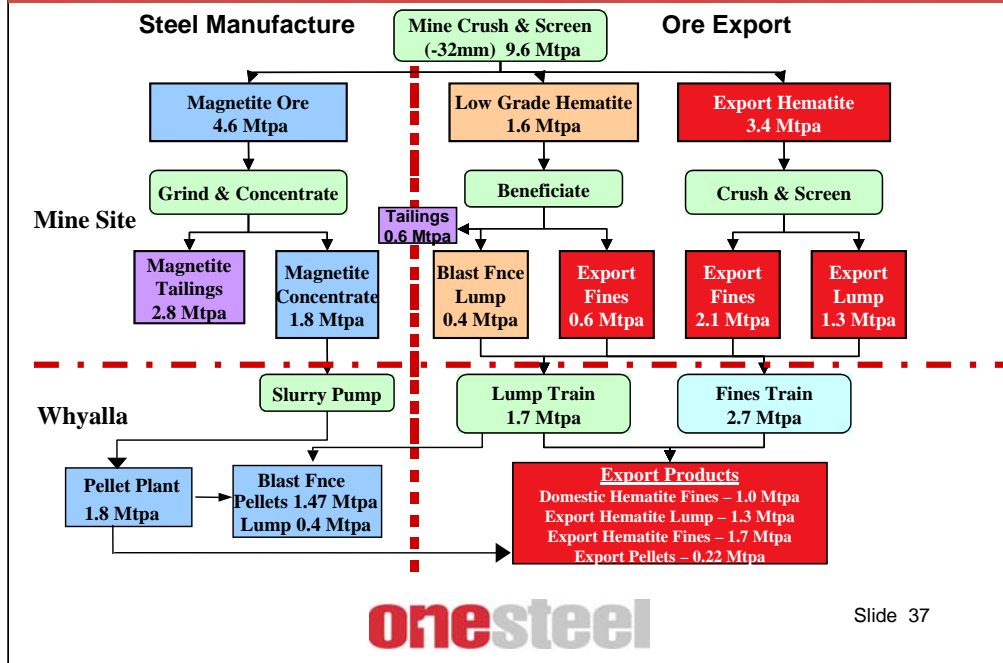 Steel Manufacture
Mine Crush & Screen
(-32mm) 9.6 Mtpa
Ore Export
Magnetite Ore
4.6 Mtpa
Low Grade Hematite
1.6 Mtpa
Export Hematite
3.4 Mtpa
Grind & Concentrate
Beneficiate
Crush & Screen
Mine Site
Tailings
0.6 Mtpa
Magnetite
Tailings
2.8 Mtpa
Magnetite
Concentrate
1.8 Mtpa
Blast Fnce
Lump
0.4 Mtpa
Export
Fines
0.6 Mtpa
Export
Fines
2.1 Mtpa
Export
Lump
1.3 Mtpa
Whyalla
Slurry Pump
Lump Train
1.7 Mtpa
Fines Train
2.7 Mtpa
Pellet Plant
1.8 Mtpa
Blast Fnce
Pellets 1.47 Mtpa
Lump 0.4 Mtpa
Export Products
Domestic Hematite Fines – 1.0 Mtpa
Export Hematite Lump – 1.3 Mtpa
Export Hematite Fines – 1.7 Mtpa
Export Pellets – 0.22 Mtpa
onesteel
Slide 37